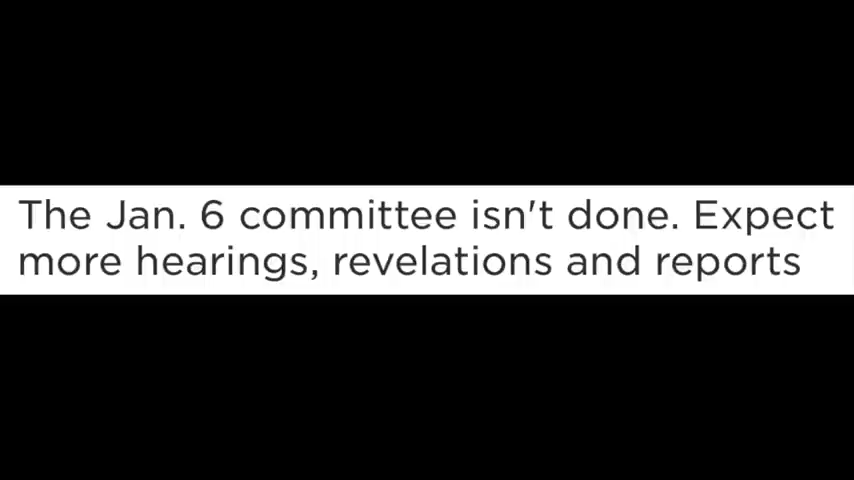 The Jan. 6 committee isn't done. Expect
more hearings, revelations and reports